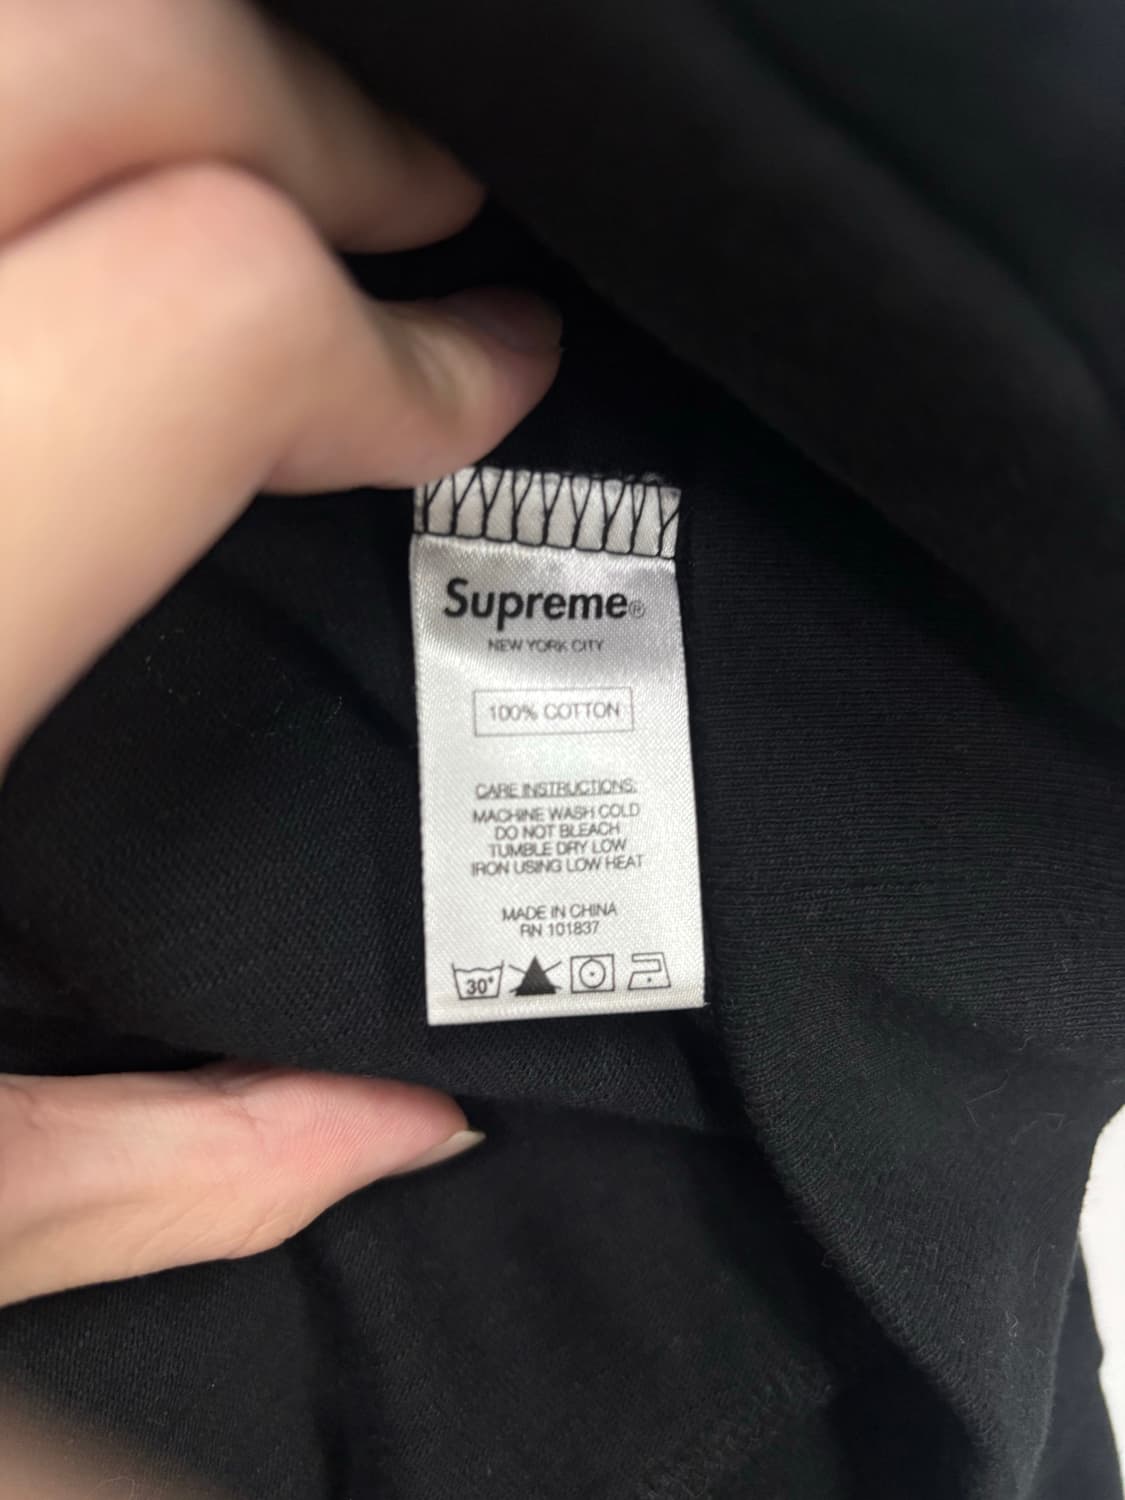 Supreme®
NEW YORK CITY
100% COTTON
CARE INSTRUCTIONS:
MACHINE WASH COLD
DO NOT BLEACH
TUMBLE DRY LOW
IRON USING LOW HEAT
MADE IN CHINA
RN 101837
30°